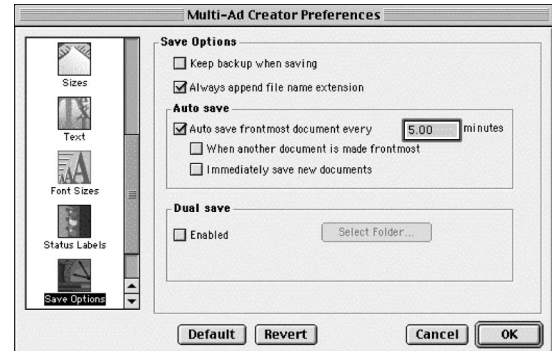 Multi-Ad Creator Preferences
Sizes
Text
Font Sizes
Status Labels
Save Options
Save Options
Keep backup when saving
Always append file name extension
Auto save
Auto save frontmost document every 5.00 minutes
When another document is made frontmost
Immediately save new documents
Dual save
Enabled Select Folder...
Default Revert Cancel OK